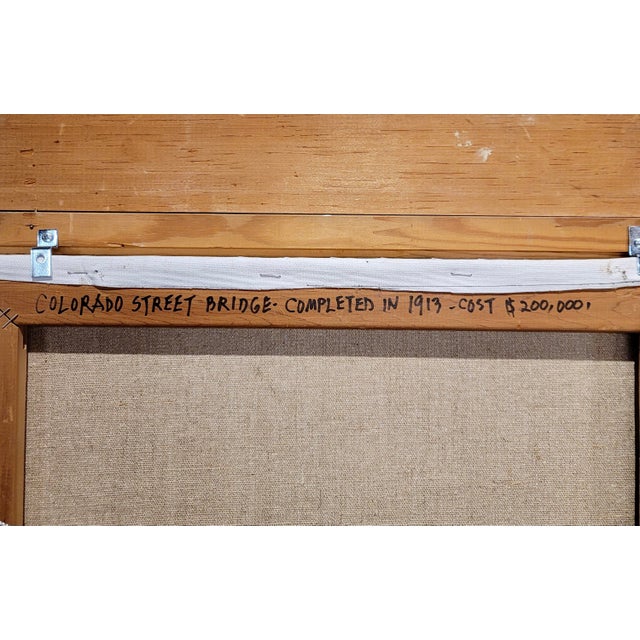 COLORADO STREET BRIDGE. COMPLETED IN 1913 - COST $200,000.